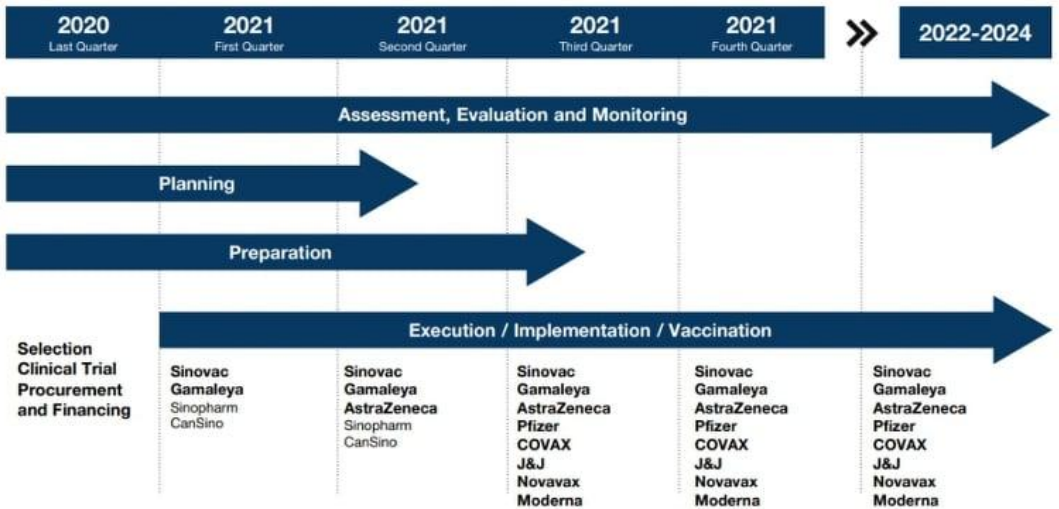 2020
Last Quarter
2021
First Quarter
2021
Second Quarter
2021
Third Quarter
2021
Fourth Quarter
2022-2024
Assessment, Evaluation and Monitoring
Planning
Preparation
Execution / Implementation / Vaccination
Selection
Clinical Trial
Procurement
and Financing
Sinovac
Gamaleya
Sinopharm
CanSino
Sinovac
Gamaleya
AstraZeneca
Sinopharm
CanSino
Sinovac
Gamaleya
AstraZeneca
Pfizer
COVAX
J&J
Novavax
Moderna
Sinovac
Gamaleya
AstraZeneca
Pfizer
COVAX
J&J
Novavax
Moderna
Sinovac
Gamaleya
AstraZeneca
Pfizer
COVAX
J&J
Novavax
Moderna